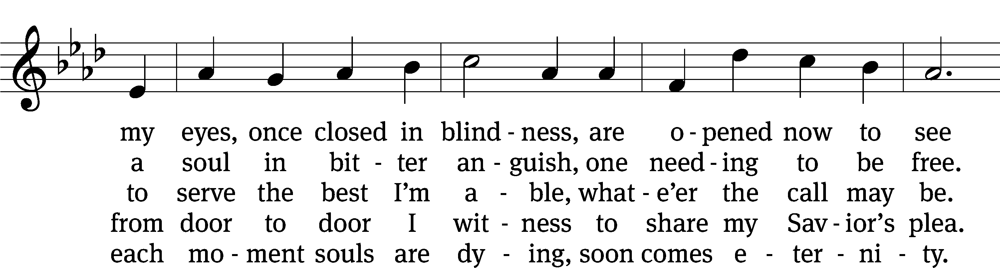 my eyes, once closed in blind - ness, are o - pened now to see
a soul in bit - ter an - guish, one need - ing to be free.
to serve the best I’m a - ble, what - e’er the call may be.
from door to door I wit - ness to share my Sav - ior’s plea.
each mo - ment souls are dy - ing, soon comes e - ter - ni - ty.